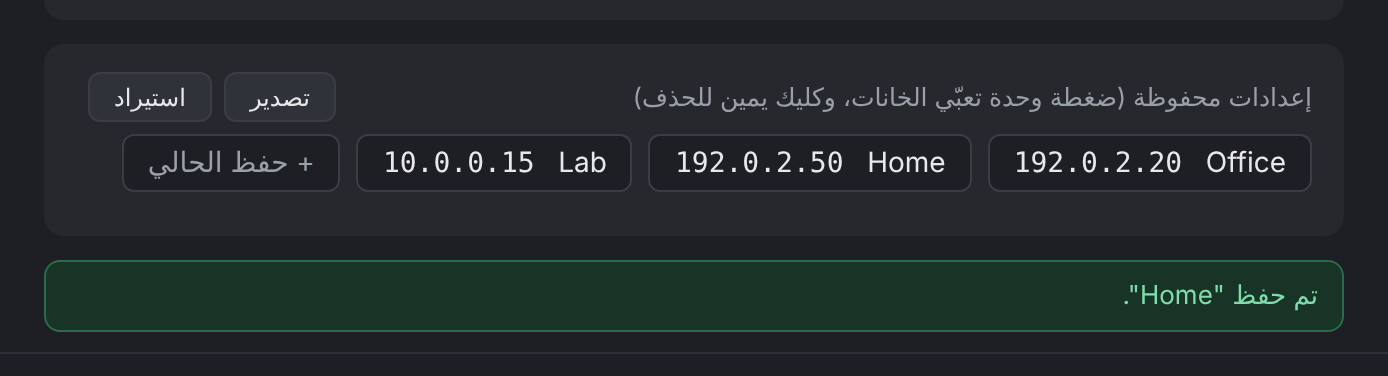 إعدادات محفوظة (ضغطة وحدة تعبّي الخانات، وكليك يمين للحذف) تصدير استيراد
Office 192.0.2.20 Home 192.0.2.50 Lab 10.0.0.15 + حفظ الحالي
تم حفظ "Home".